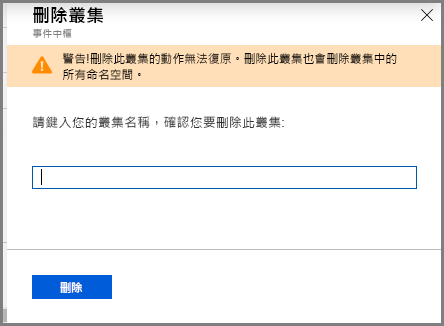 刪除叢集
事件中樞
警告!刪除此叢集的動作無法復原。刪除此叢集也會刪除叢集中的
所有命名空間。
請鍵入您的叢集名稱，確認您要刪除此叢集:
刪除